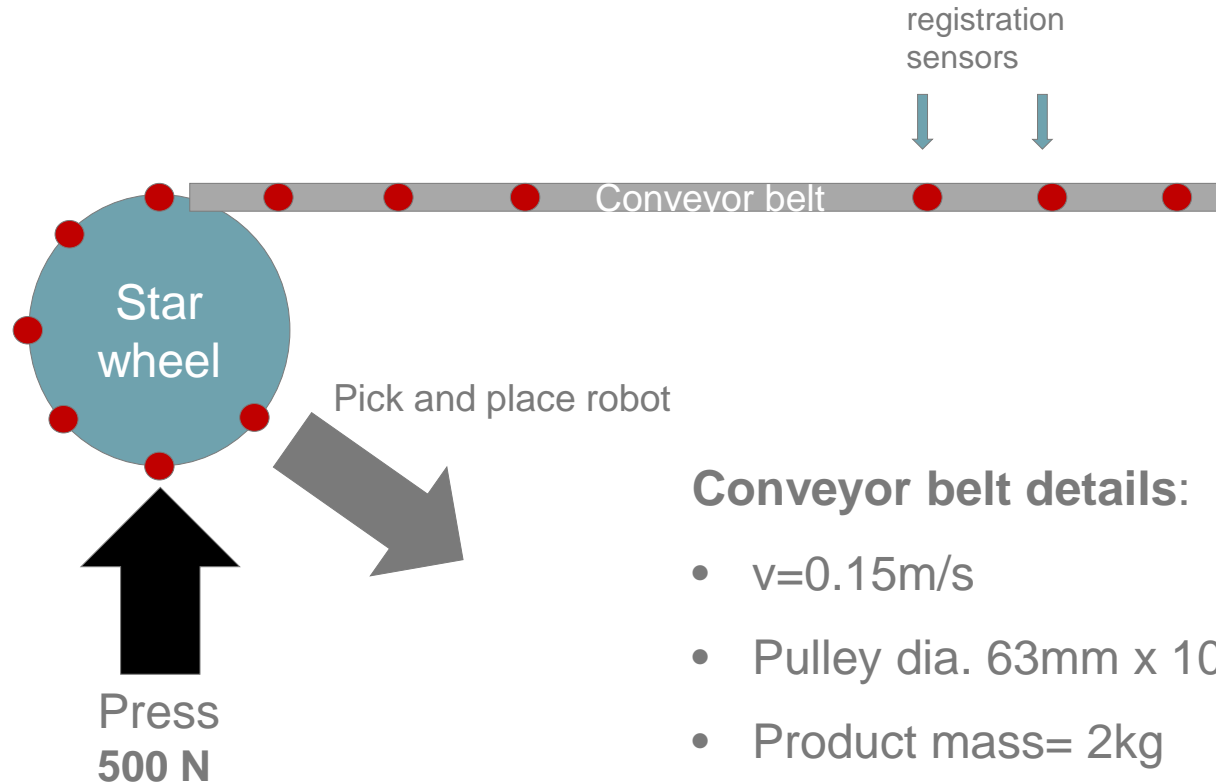 registration
sensors
Conveyor belt
Star
wheel
Pick and place robot
Conveyor belt details:
• v=0.15m/s
• Pulley dia. 63mm x 10
• Product mass= 2kg
Press
500 N